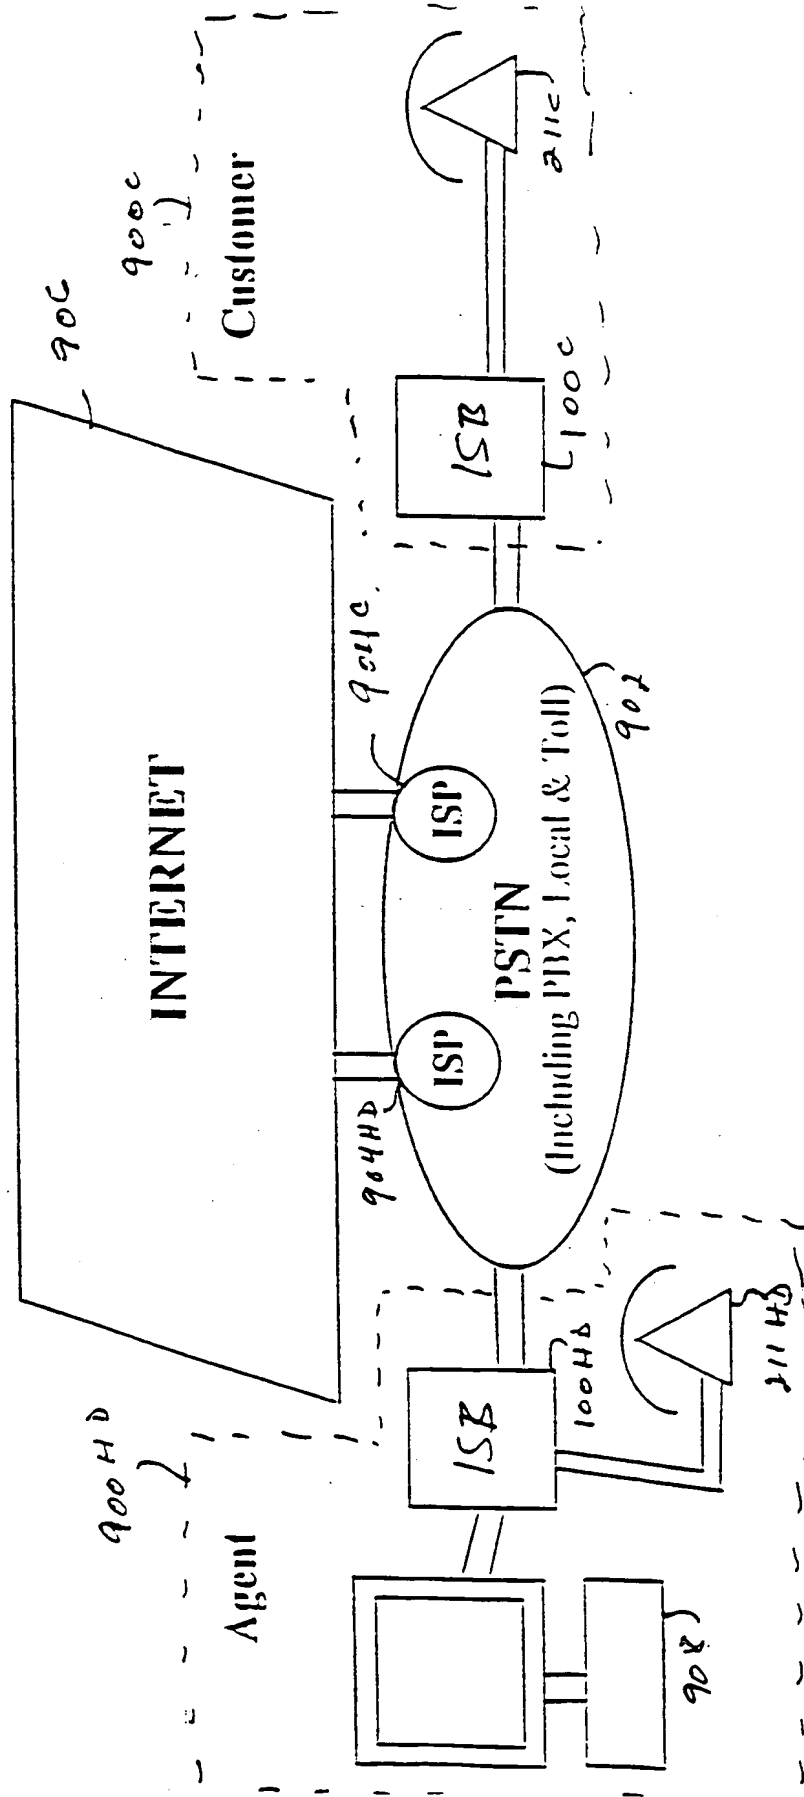 INTERNET
90C
900C
Customer
900HD
Agent
904HD
904C
ISP
ISP
PSTN
(Including PBX, Local & Toll)
902
ISB
100HD
ISB
100C
211C
211HD
908